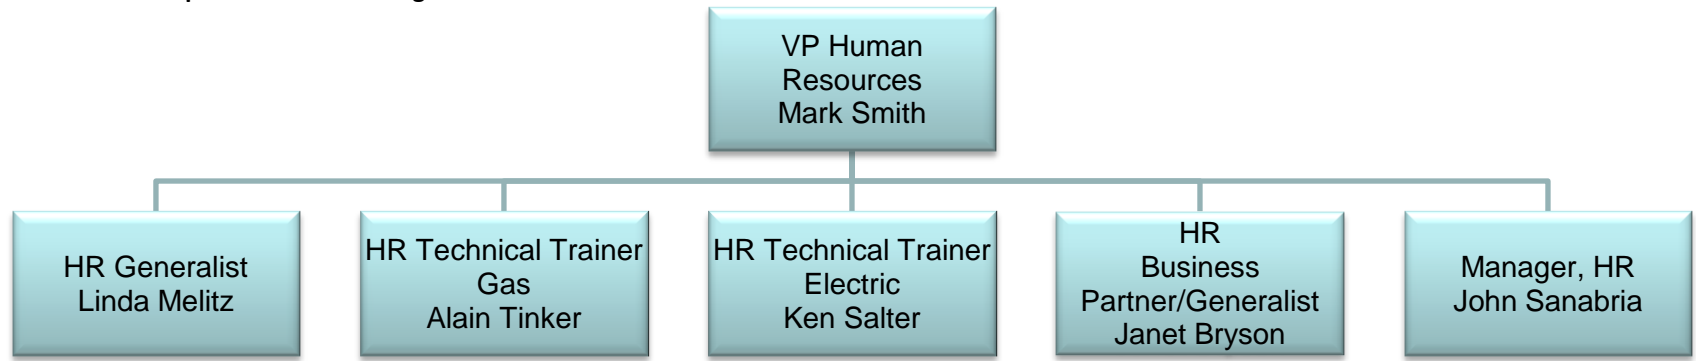 VP Human
Resources
Mark Smith
HR Generalist
Linda Melitz
HR Technical Trainer
Gas
Alain Tinker
HR Technical Trainer
Electric
Ken Salter
HR
Business
Partner/Generalist
Janet Bryson
Manager, HR
John Sanabria